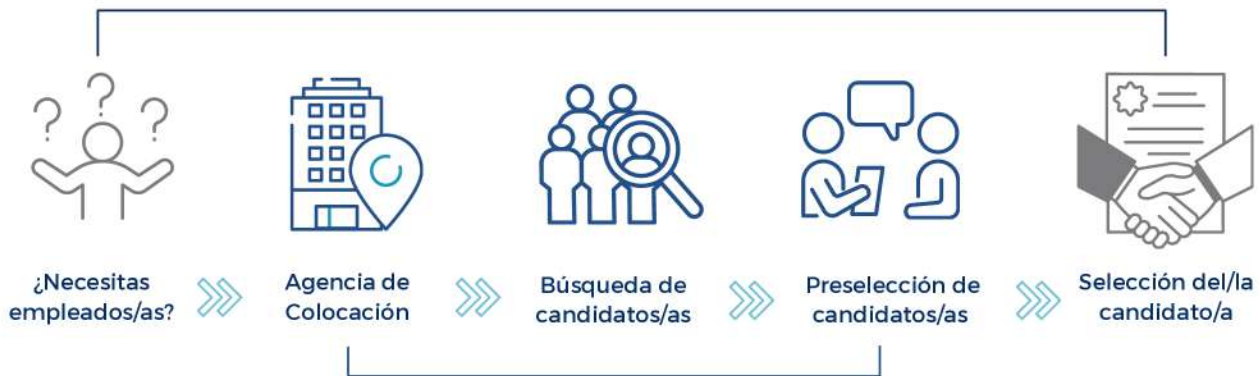 ¿Necesitas
empleados/as?
Agencia de
Colocación
Búsqueda de
candidatos/as
Preselección de
candidatos/as
Selección del/la
candidato/a